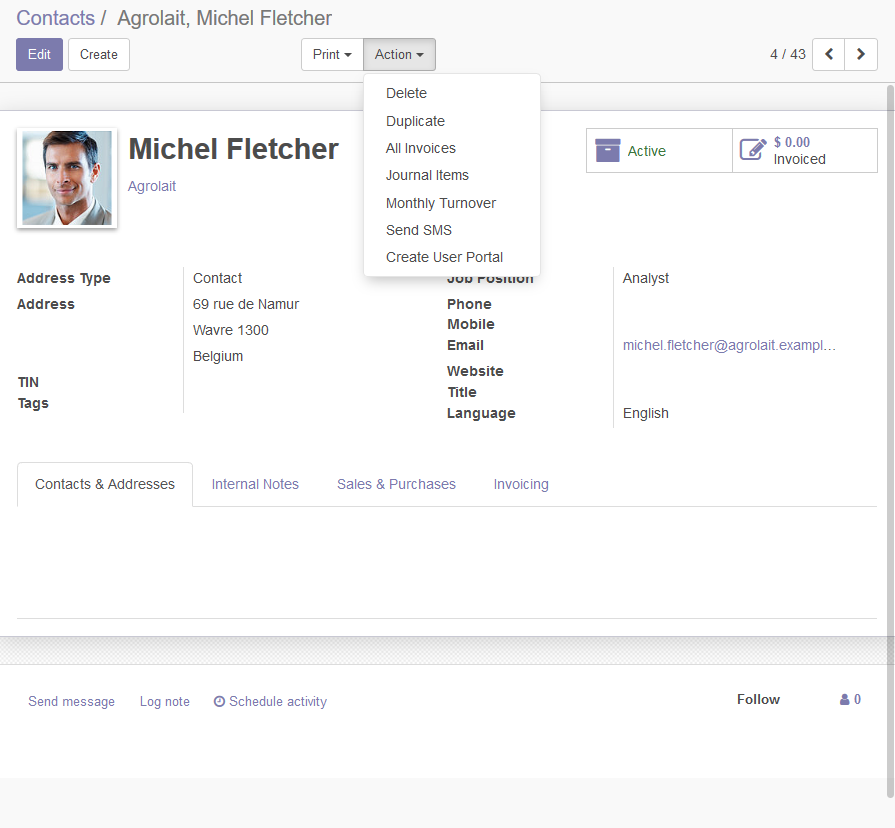 Contacts / Agrolait, Michel Fletcher
Edit Create Print Action 4 / 43
Delete
Duplicate
All Invoices
Journal Items
Monthly Turnover
Send SMS
Create User Portal
Michel Fletcher
Agrolait
Active
$ 0.00
Invoiced
Address Type Contact
Address 69 rue de Namur
Wavre 1300
Belgium
TIN
Tags
Job Position Analyst
Phone
Mobile
Email michel.fletcher@agrolait.exampl…
Website
Title
Language English
Contacts & Addresses Internal Notes Sales & Purchases Invoicing
Send message Log note Schedule activity Follow 0